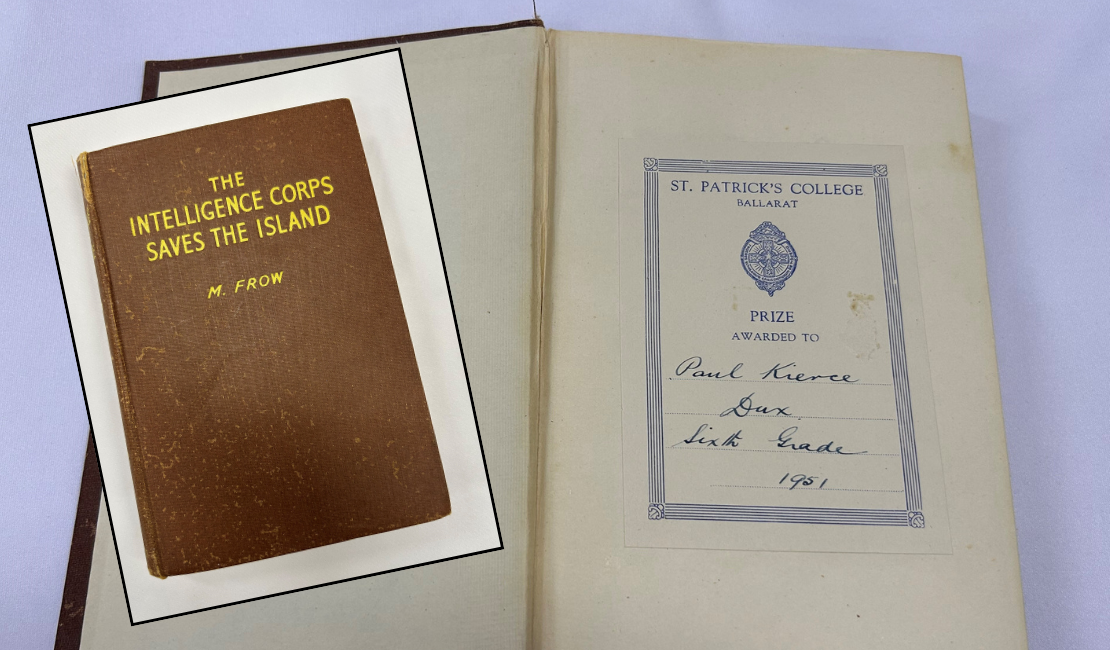 THE
INTELLIGENCE CORPS
SAVES THE ISLAND
M. FROW
ST. PATRICK'S COLLEGE
BALLARAT
PRIZE
AWARDED TO
Paul Kierce
Dux
Sixth Grade
1951